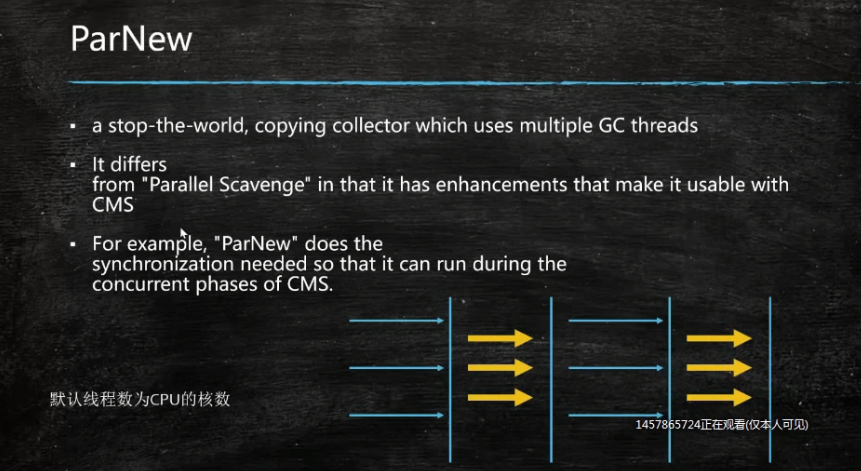 ParNew
▪ a stop-the-world, copying collector which uses multiple GC threads
▪ It differs
from "Parallel Scavenge" in that it has enhancements that make it usable with
CMS
▪ For example, "ParNew" does the
synchronization needed so that it can run during the
concurrent phases of CMS.
默认线程数为CPU的核数
1457865724正在观看(仅本人可见)